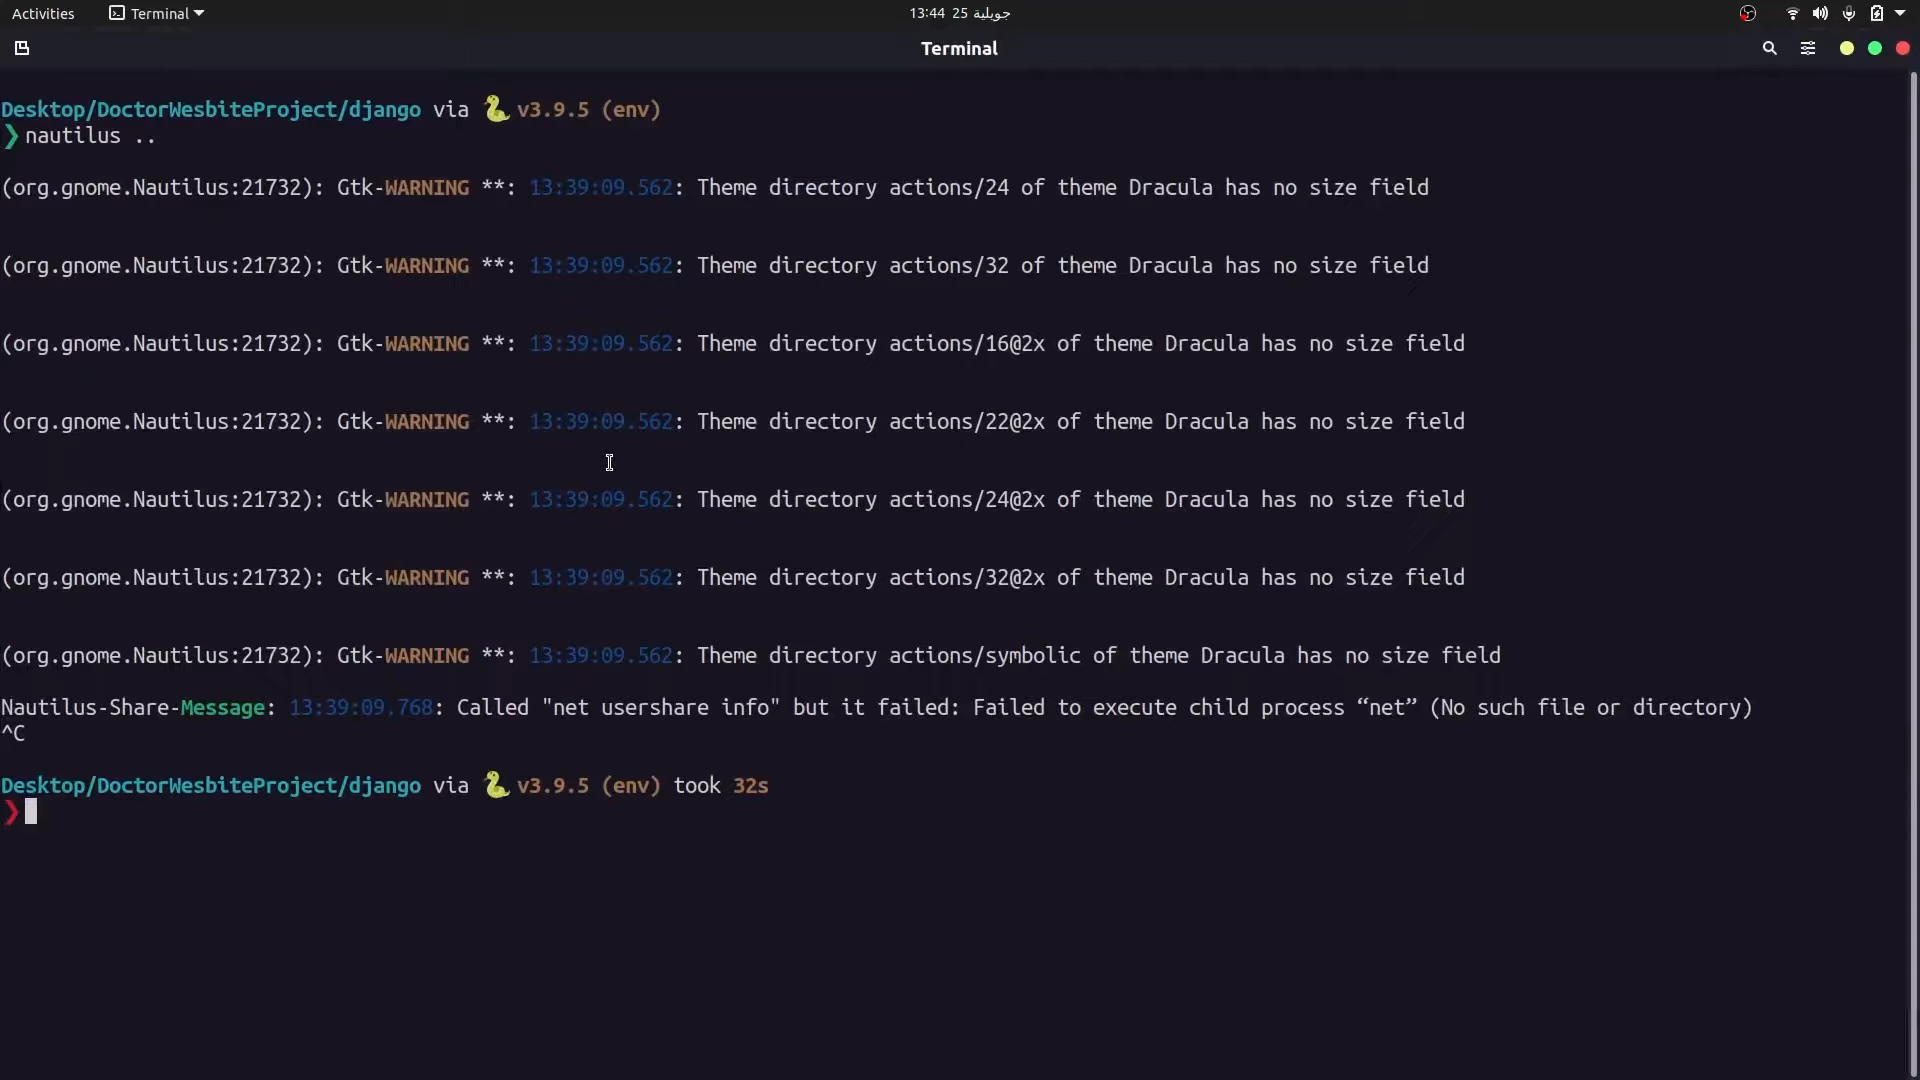 Activities Terminal 13:44 25 جويلية
Terminal
Desktop/DoctorWesbiteProject/django via v3.9.5 (env)
❯ nautilus ..
(org.gnome.Nautilus:21732): Gtk-WARNING **: 13:39:09.562: Theme directory actions/24 of theme Dracula has no size field
(org.gnome.Nautilus:21732): Gtk-WARNING **: 13:39:09.562: Theme directory actions/32 of theme Dracula has no size field
(org.gnome.Nautilus:21732): Gtk-WARNING **: 13:39:09.562: Theme directory actions/16@2x of theme Dracula has no size field
(org.gnome.Nautilus:21732): Gtk-WARNING **: 13:39:09.562: Theme directory actions/22@2x of theme Dracula has no size field
(org.gnome.Nautilus:21732): Gtk-WARNING **: 13:39:09.562: Theme directory actions/24@2x of theme Dracula has no size field
(org.gnome.Nautilus:21732): Gtk-WARNING **: 13:39:09.562: Theme directory actions/32@2x of theme Dracula has no size field
(org.gnome.Nautilus:21732): Gtk-WARNING **: 13:39:09.562: Theme directory actions/symbolic of theme Dracula has no size field
Nautilus-Share-Message: 13:39:09.768: Called "net usershare info" but it failed: Failed to execute child process “net” (No such file or directory)
^C
Desktop/DoctorWesbiteProject/django via v3.9.5 (env) took 32s
❯